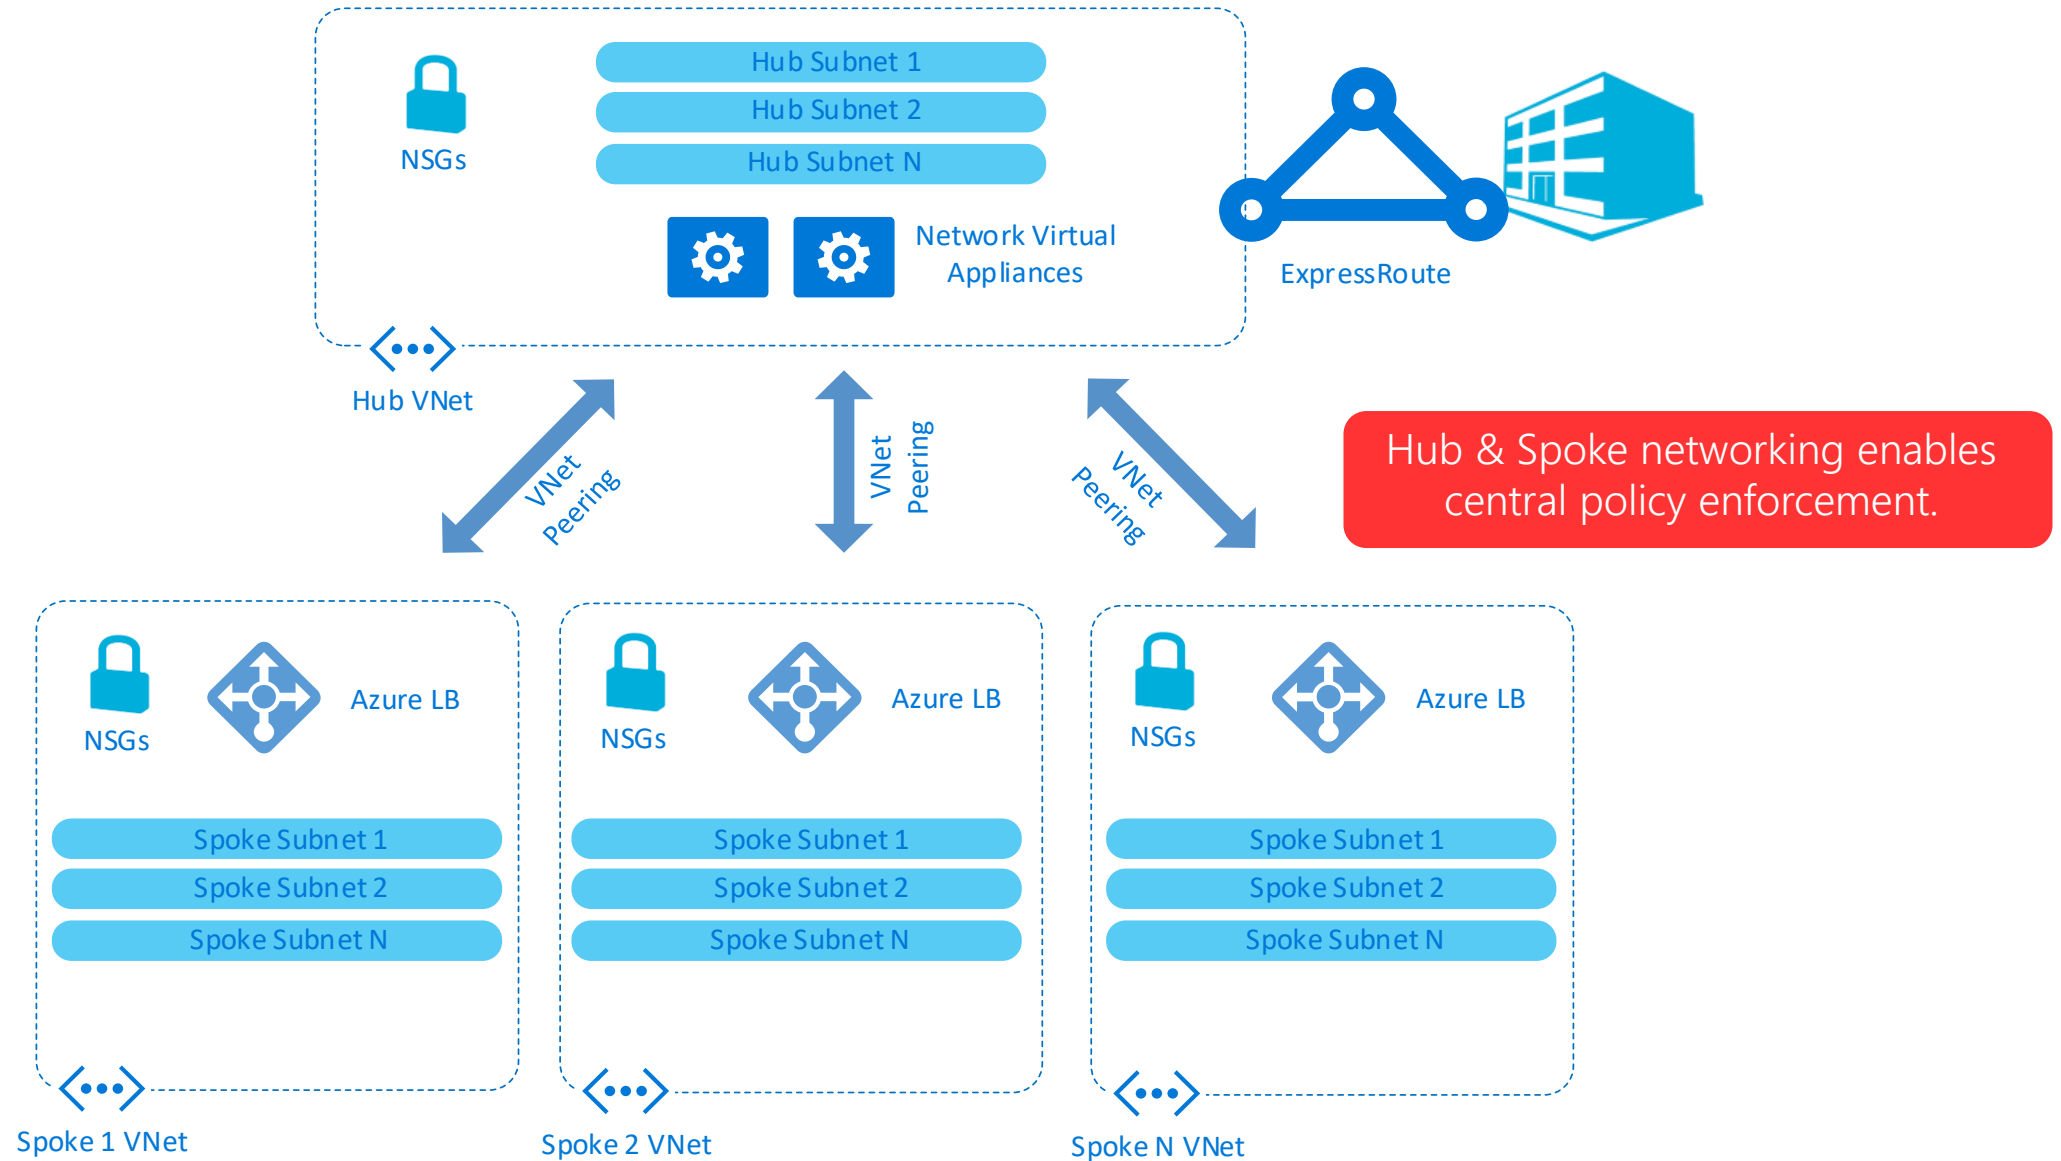 Hub Subnet 1
Hub Subnet 2
Hub Subnet N
NSGs
Network Virtual
Appliances
ExpressRoute
Hub VNet
VNet
Peering
VNet
Peering
VNet
Peering
Hub & Spoke networking enables
central policy enforcement.
NSGs
Azure LB
Spoke Subnet 1
Spoke Subnet 2
Spoke Subnet N
Spoke 1 VNet
NSGs
Azure LB
Spoke Subnet 1
Spoke Subnet 2
Spoke Subnet N
Spoke 2 VNet
NSGs
Azure LB
Spoke Subnet 1
Spoke Subnet 2
Spoke Subnet N
Spoke N VNet